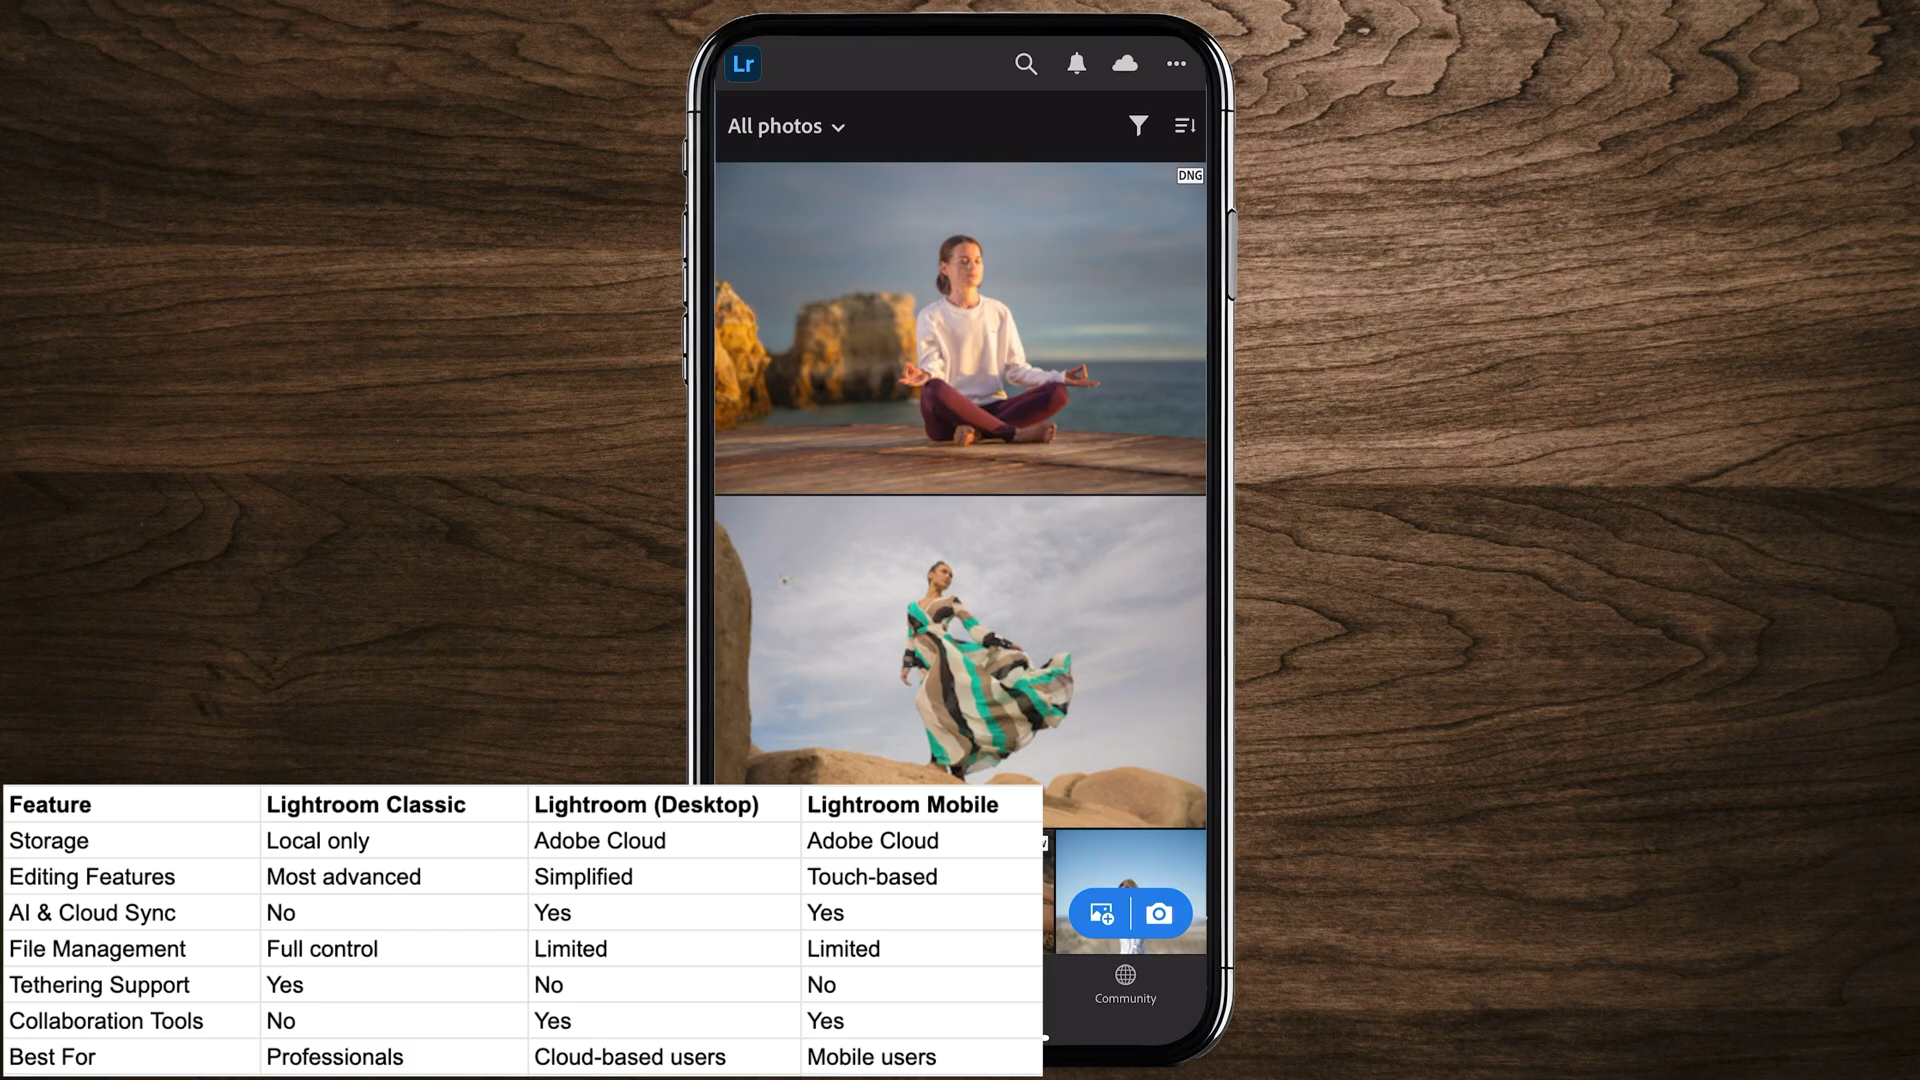 Lr
All photos
DNG
Feature Lightroom Classic Lightroom (Desktop) Lightroom Mobile
Storage Local only Adobe Cloud Adobe Cloud
Editing Features Most advanced Simplified Touch-based
AI & Cloud Sync No Yes Yes
File Management Full control Limited Limited
Tethering Support Yes No No
Collaboration Tools No Yes Yes
Best For Professionals Cloud-based users Mobile users
Community